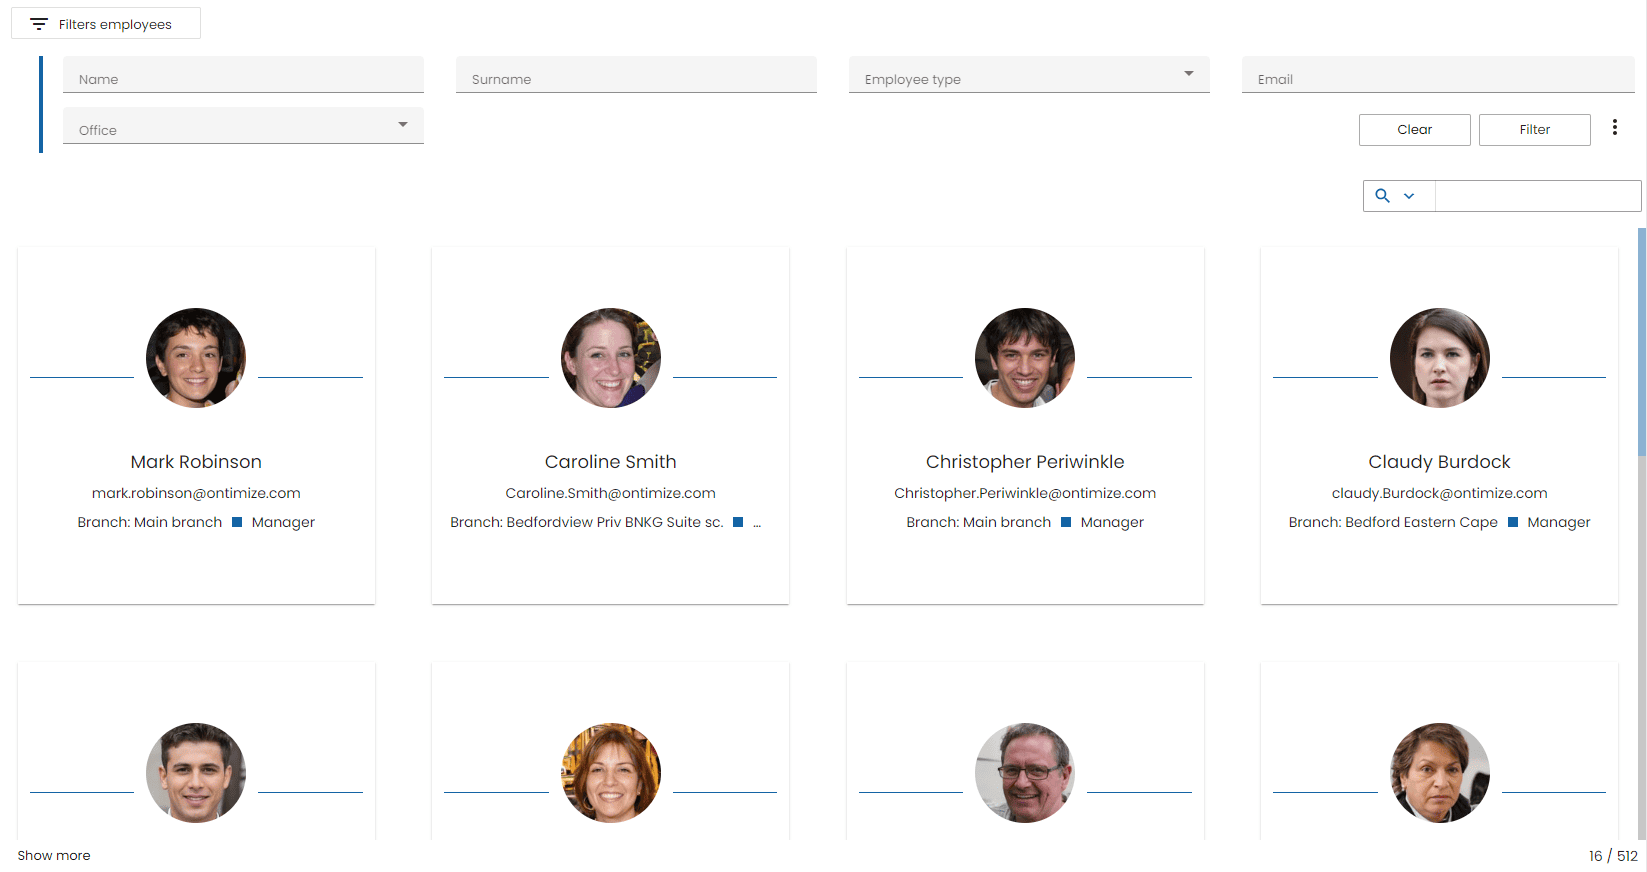 Filters employees
Name
Surname
Employee type
Email
Office
Clear
Filter
Mark Robinson
mark.robinson@ontimize.com
Branch: Main branch Manager
Caroline Smith
Caroline.Smith@ontimize.com
Branch: Bedfordview Priv BNKG Suite sc. ...
Christopher Periwinkle
Christopher.Periwinkle@ontimize.com
Branch: Main branch Manager
Claudy Burdock
claudy.Burdock@ontimize.com
Branch: Bedford Eastern Cape Manager
Show more
16 / 512